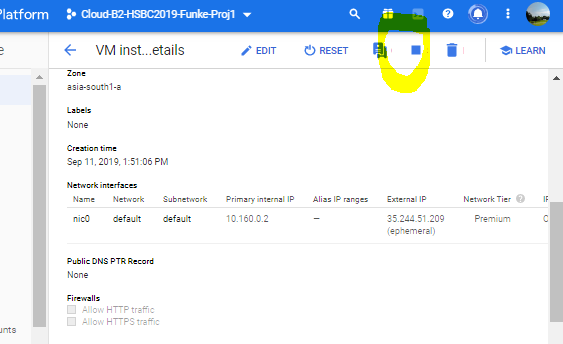 Platform
Cloud-B2-HSBC2019-Funke-Proj1
VM inst...etails
EDIT
RESET
LEARN
Zone
asia-south1-a
Labels
None
Creation time
Sep 11, 2019, 1:51:06 PM
Network interfaces
Name Network Subnetwork Primary internal IP Alias IP ranges External IP Network Tier IP
nic0 default default 10.160.0.2 — 35.244.51.209 Premium
(ephemeral)
Public DNS PTR Record
None
Firewalls
Allow HTTP traffic
Allow HTTPS traffic
unts